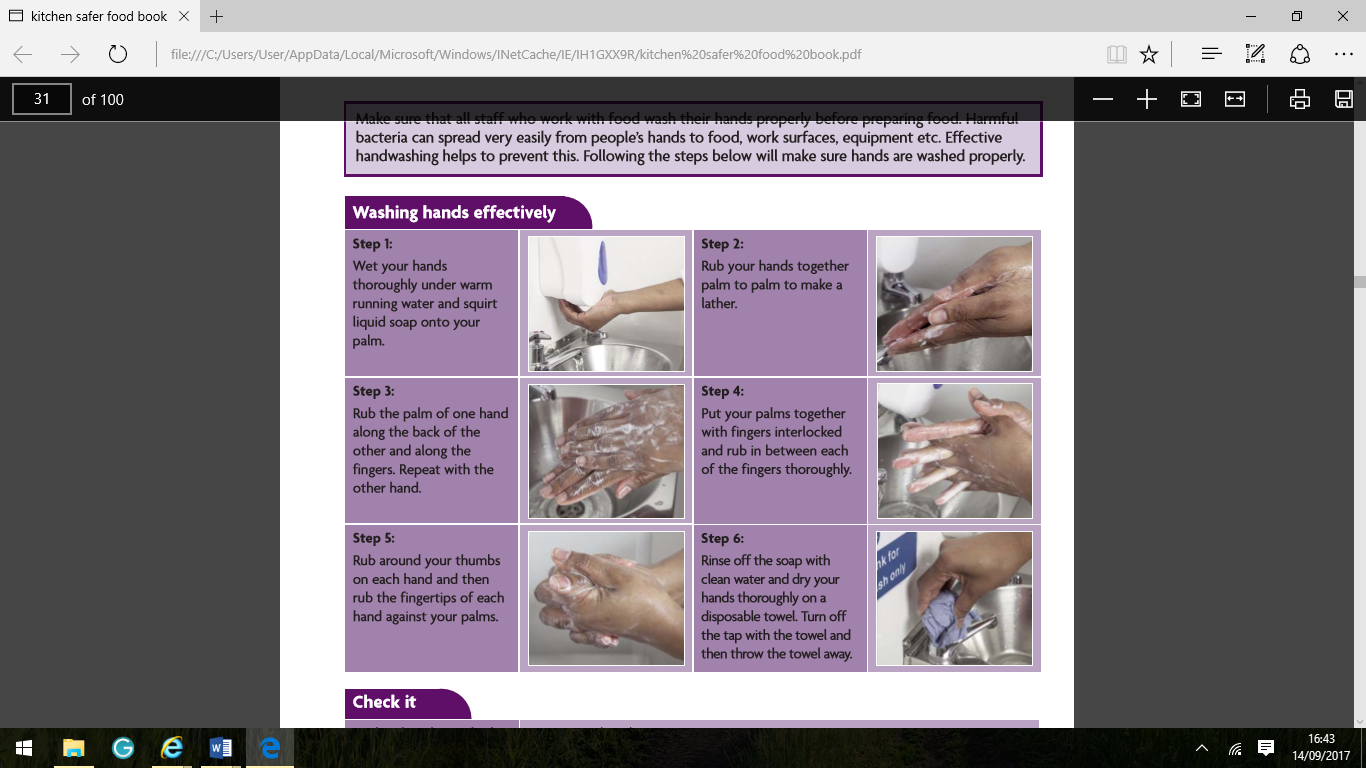 kitchen safer food book
file:///C:/Users/User/AppData/Local/Microsoft/Windows/INetCache/IE/IH1GXX9R/kitchen%20safer%20food%20book.pdf
31 of 100
Make sure that all staff who work with food wash their hands properly before preparing food. Harmful
bacteria can spread very easily from people's hands to food, work surfaces, equipment etc. Effective
handwashing helps to prevent this. Following the steps below will make sure hands are washed properly.
Washing hands effectively
Step 1:
Wet your hands
thoroughly under warm
running water and squirt
liquid soap onto your
palm.
Step 2:
Rub your hands together
palm to palm to make a
lather.
Step 3:
Rub the palm of one hand
along the back of the
other and along the
fingers. Repeat with the
other hand.
Step 4:
Put your palms together
with fingers interlocked
and rub in between each
of the fingers thoroughly.
Step 5:
Rub around your thumbs
on each hand and then
rub the fingertips of each
hand against your palms.
Step 6:
Rinse off the soap with
clean water and dry your
hands thoroughly on a
disposable towel. Turn off
the tap with the towel and
then throw the towel away.
nk for
sh only
Check it
16:43
14/09/2017